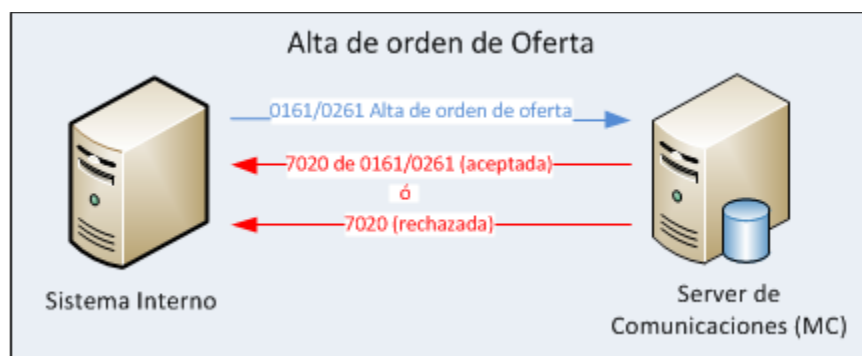 Alta de orden de Oferta
0161/0261 Alta de orden de oferta
7020 de 0161/0261 (aceptada)
ó
7020 (rechazada)
Sistema Interno
Server de
Comunicaciones (MC)